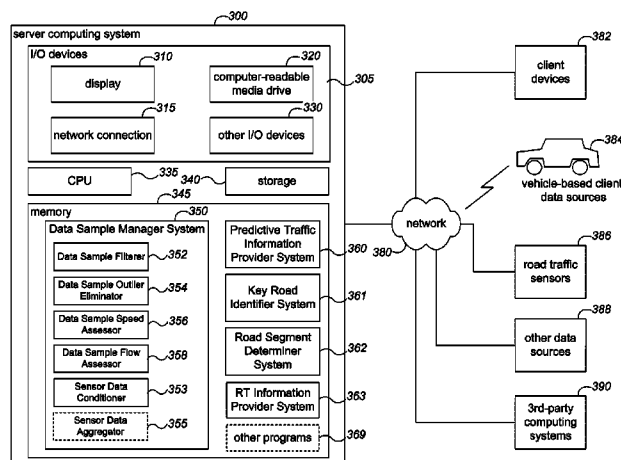 300
server computing system
I/O devices
310
display
320
computer-readable
media drive
305
315
network connection
330
other I/O devices
CPU
335
340
storage
345
memory
350
Data Sample Manager System
Data Sample Filterer
352
Data Sample Outlier
Eliminator
354
Data Sample Speed
Assessor
356
Data Sample Flow
Assessor
358
Sensor Data
Conditioner
353
Sensor Data
Aggregator
355
Predictive Traffic
Information
Provider System
360
Key Road
Identifier System
361
Road Segment
Determiner
System
362
RT Information
Provider System
363
other programs
369
network
380
382
client
devices
384
vehicle-based client
data sources
386
road traffic
sensors
388
other data
sources
390
3rd-party
computing
systems